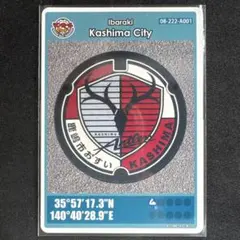 Ibaraki
08-222-A001
Kashima City
鹿嶋市おすい
KASHIMA
35°57'17.3"N
140°40'28.9"E